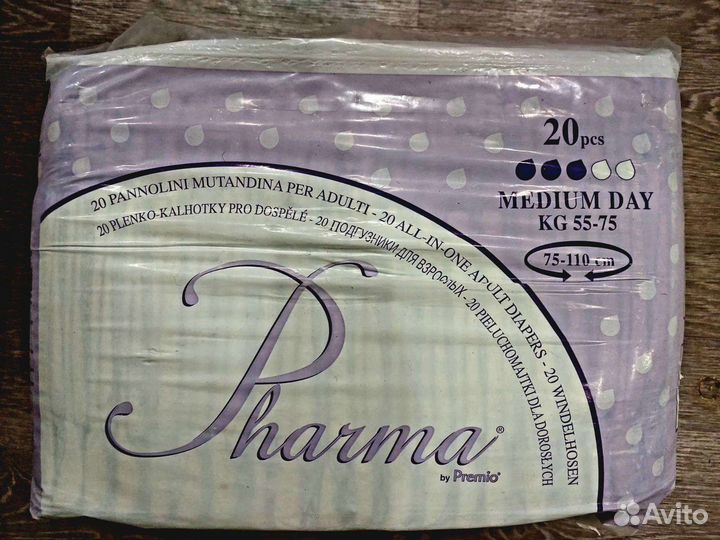 20 pcs
MEDIUM DAY
KG 55-75
75-110 cm
20 PANNOLINI MUTANDINA PER ADULTI - 20 ALL-IN-ONE ADULT DIAPERS - 20 WINDELHOSEN
20 PLENKO-KALHOTKY PRO DOSPĚLÉ - 20 ПОДГУЗНИКИ ДЛЯ ВЗРОСЛЫХ - 20 PIELUCHOMAJTKI DLA DOROSŁYCH
Pharma®
by Premio®
Avito